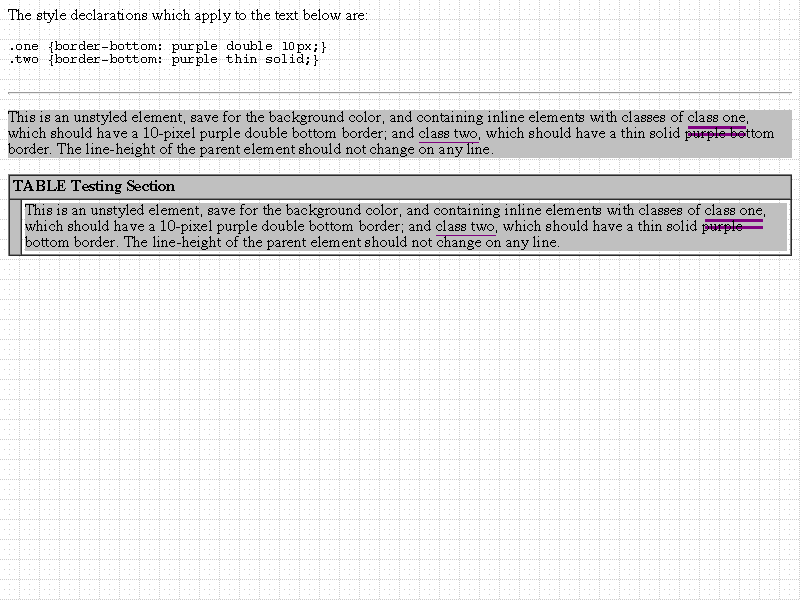 The style declarations which apply to the text below are:
.one {border-bottom: purple double 10px;}
.two {border-bottom: purple thin solid;}
This is an unstyled element, save for the background color, and containing inline elements with classes of class one,
which should have a 10-pixel purple double bottom border; and class two, which should have a thin solid purple bottom
border. The line-height of the parent element should not change on any line.
TABLE Testing Section
This is an unstyled element, save for the background color, and containing inline elements with classes of class one,
which should have a 10-pixel purple double bottom border; and class two, which should have a thin solid purple
bottom border. The line-height of the parent element should not change on any line.